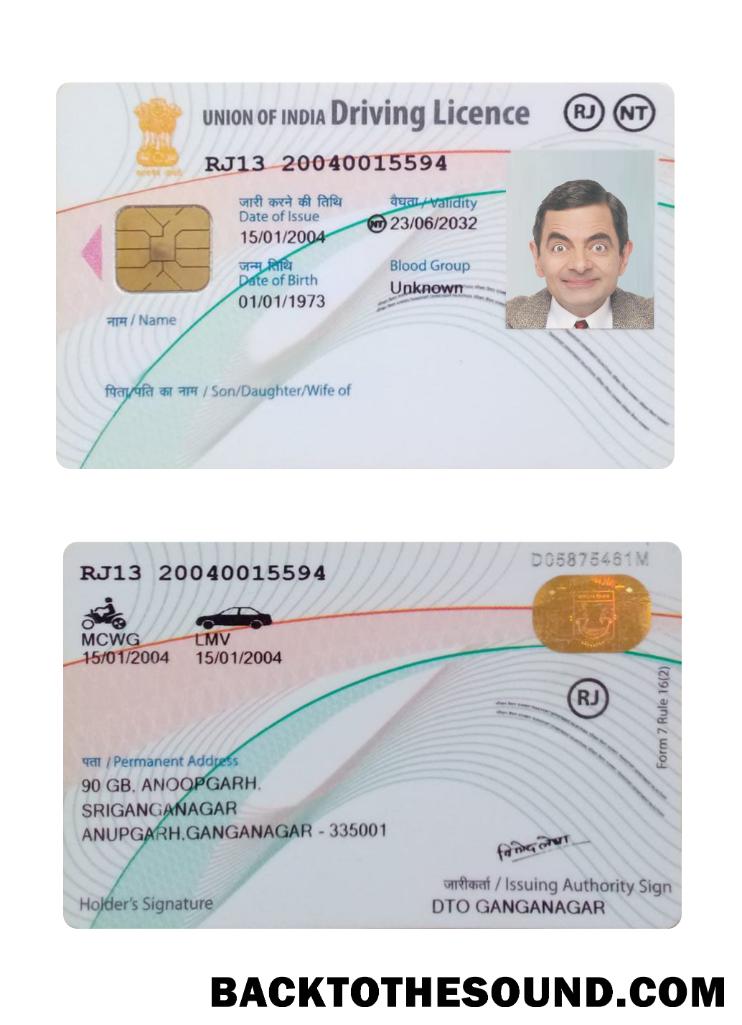 UNION OF INDIA Driving Licence RJ NT
RJ13 20040015594
जारी करने की तिथि वैधता / Validity
Date of Issue
15/01/2004 NT 23/06/2032
जन्म तिथि Blood Group
Date of Birth
Unknown
01/01/1973
नाम / Name
पिता/पति का नाम / Son/Daughter/Wife of
D05875461M
RJ13 20040015594
MCWG LMV
15/01/2004 15/01/2004
RJ
Form 7 Rule 16(2)
पता / Permanent Address
90 GB, ANOOPGARH,
SRIGANGANAGAR
ANUPGARH,GANGANAGAR - 335001
जारीकर्ता / Issuing Authority Sign
Holder's Signature DTO GANGANAGAR
BACKTOTHESOUND.COM